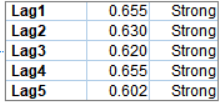 Lag1 0.655 Strong
Lag2 0.630 Strong
Lag3 0.620 Strong
Lag4 0.655 Strong
Lag5 0.602 Strong